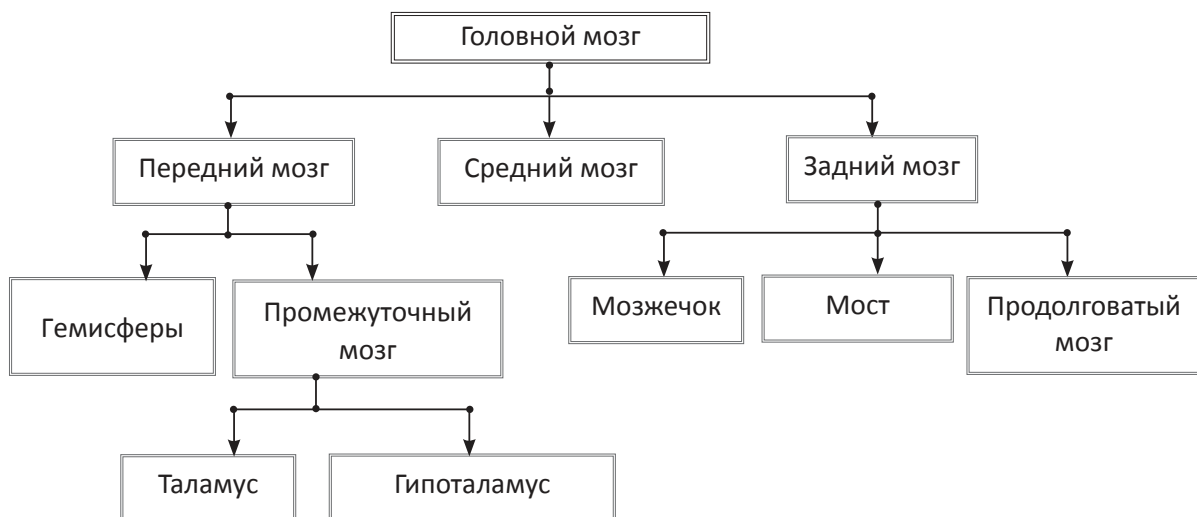 Головной мозг
Передний мозг
Средний мозг
Задний мозг
Гемисферы
Промежуточный
мозг
Мозжечок
Мост
Продолговатый
мозг
Таламус
Гипоталамус